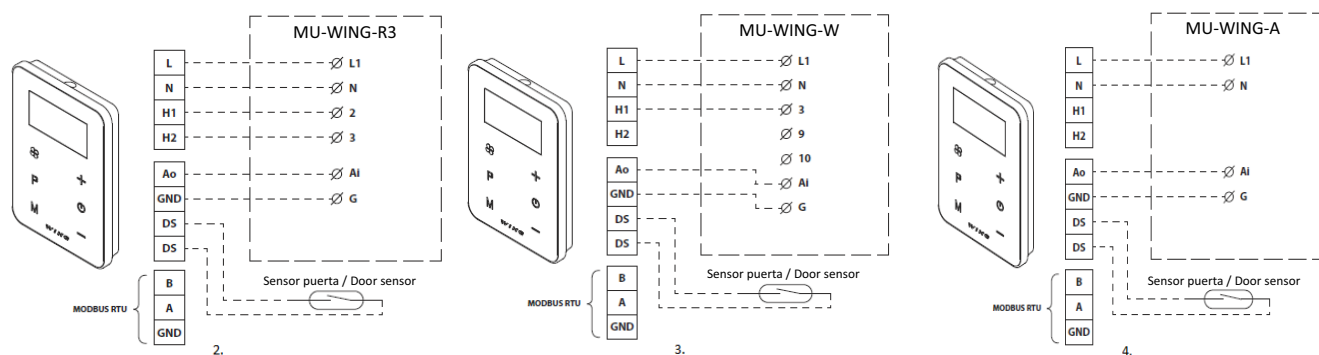 MU-WING-R3
L
N
H1
H2
Ao
GND
DS
DS
B
A
GND
MODBUS RTU
L1
N
2
3
Ai
G
P
M
WING
Sensor puerta / Door sensor
2.
MU-WING-W
L
N
H1
H2
Ao
GND
DS
DS
B
A
GND
MODBUS RTU
L1
N
3
9
10
Ai
G
P
M
WING
Sensor puerta / Door sensor
3.
MU-WING-A
L
N
H1
H2
Ao
GND
DS
DS
B
A
GND
MODBUS RTU
L1
N
Ai
G
P
M
WING
Sensor puerta / Door sensor
4.